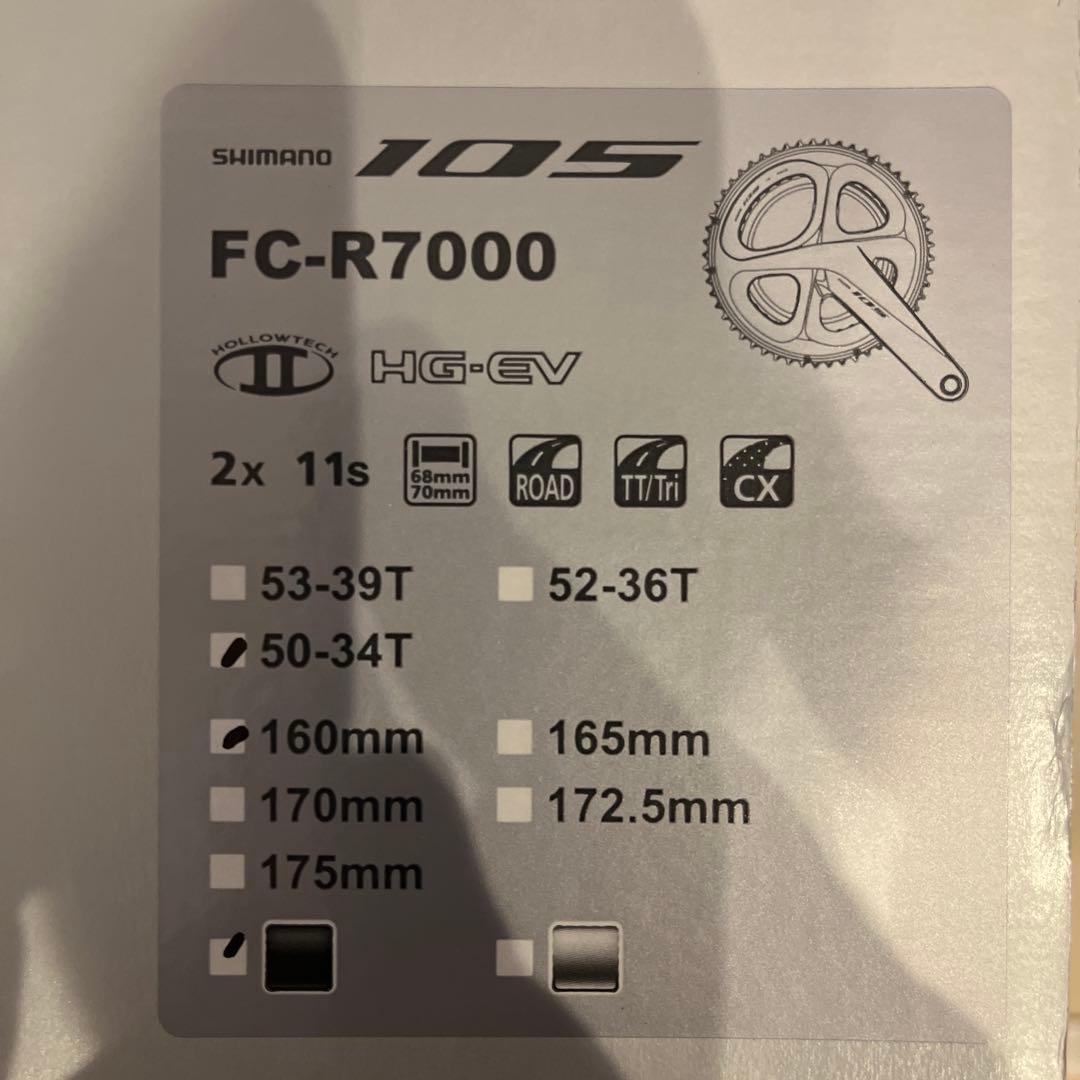 SHIMANO 105
FC-R7000
HOLLOWTECH II HG-EV
2x 11s 68mm 70mm ROAD TT/Tri CX
53-39T 52-36T
50-34T
160mm 165mm
170mm 172.5mm
175mm
105